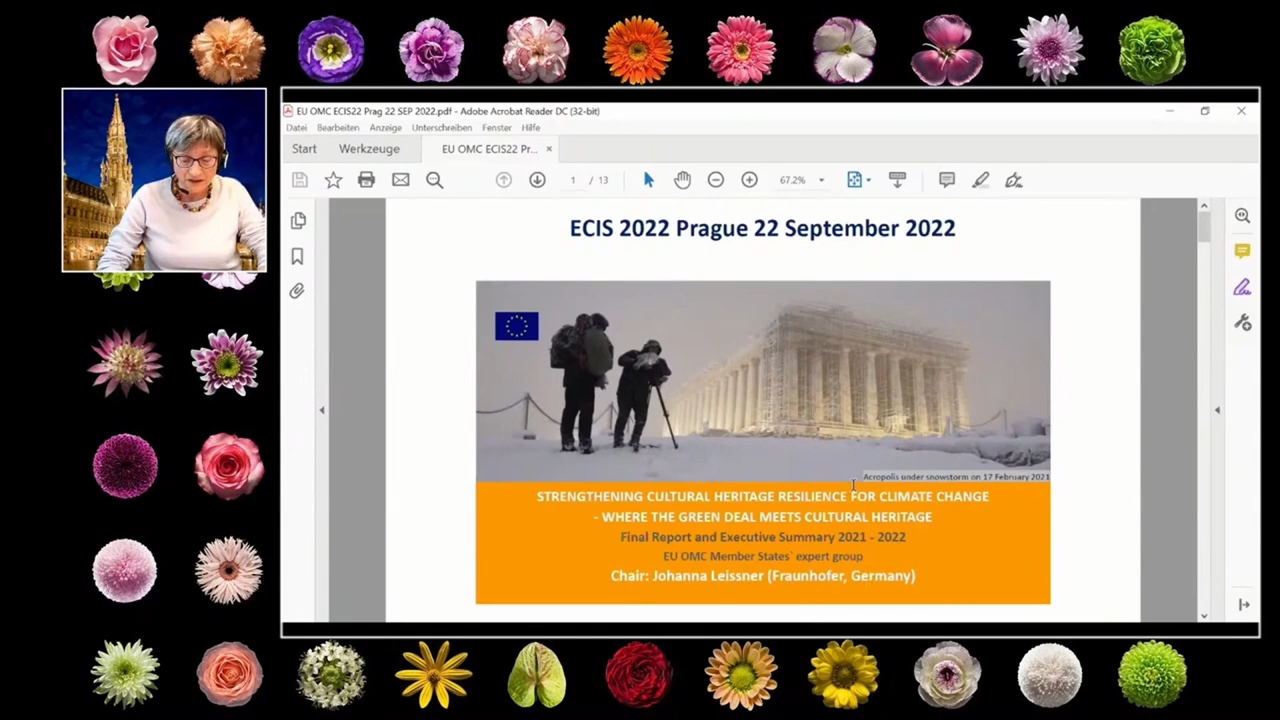 EU OMC ECIS22 Prag 22 SEP 2022.pdf - Adobe Acrobat Reader DC (32-bit)
Datei Bearbeiten Anzeige Unterschreiben Fenster Hilfe
Start Werkzeuge EU OMC ECIS22 Pr... ×
1 / 13 67.2%
ECIS 2022 Prague 22 September 2022
Acropolis under snowstorm on 17 February 2021
STRENGTHENING CULTURAL HERITAGE RESILIENCE FOR CLIMATE CHANGE
- WHERE THE GREEN DEAL MEETS CULTURAL HERITAGE
Final Report and Executive Summary 2021 - 2022
EU OMC Member States` expert group
Chair: Johanna Leissner (Fraunhofer, Germany)